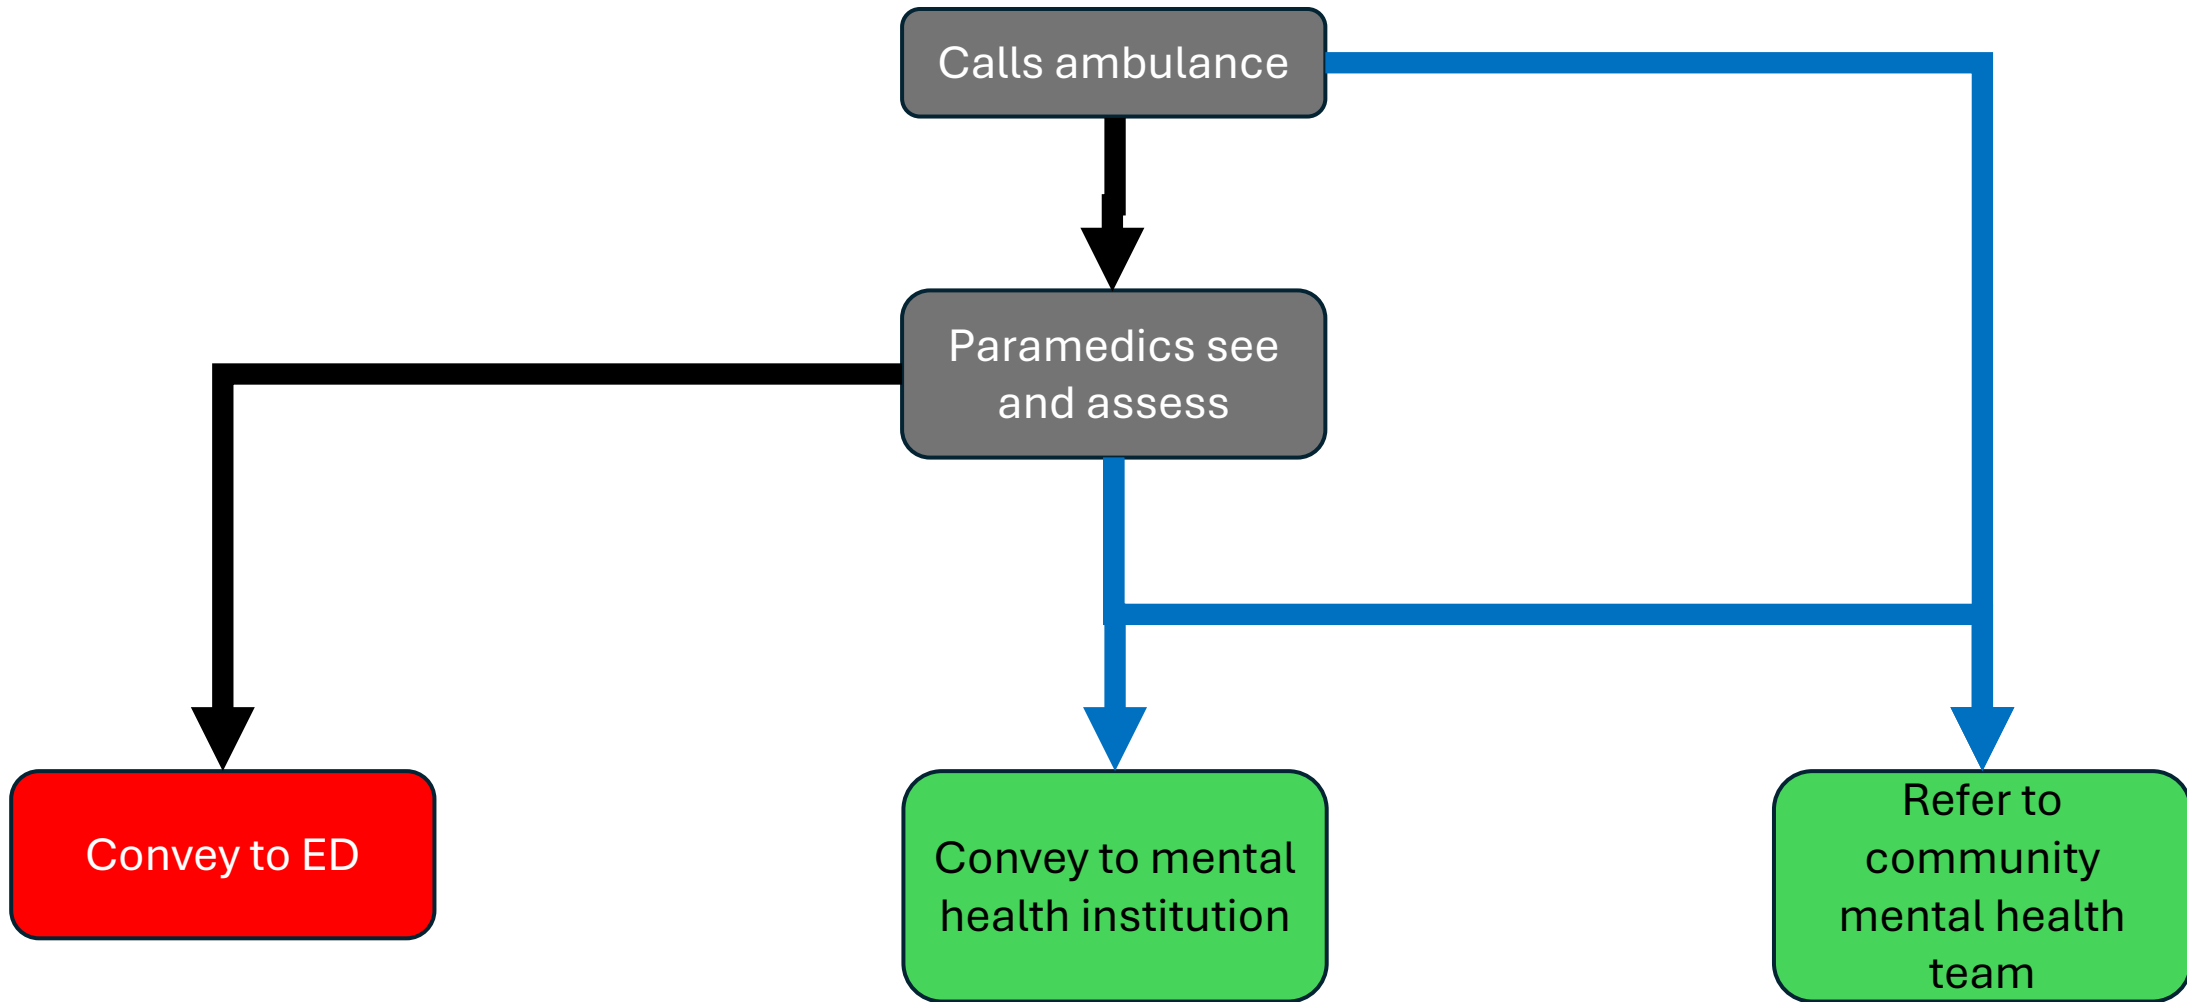 Calls ambulance
Paramedics see
and assess
Convey to ED
Convey to mental
health institution
Refer to
community
mental health
team